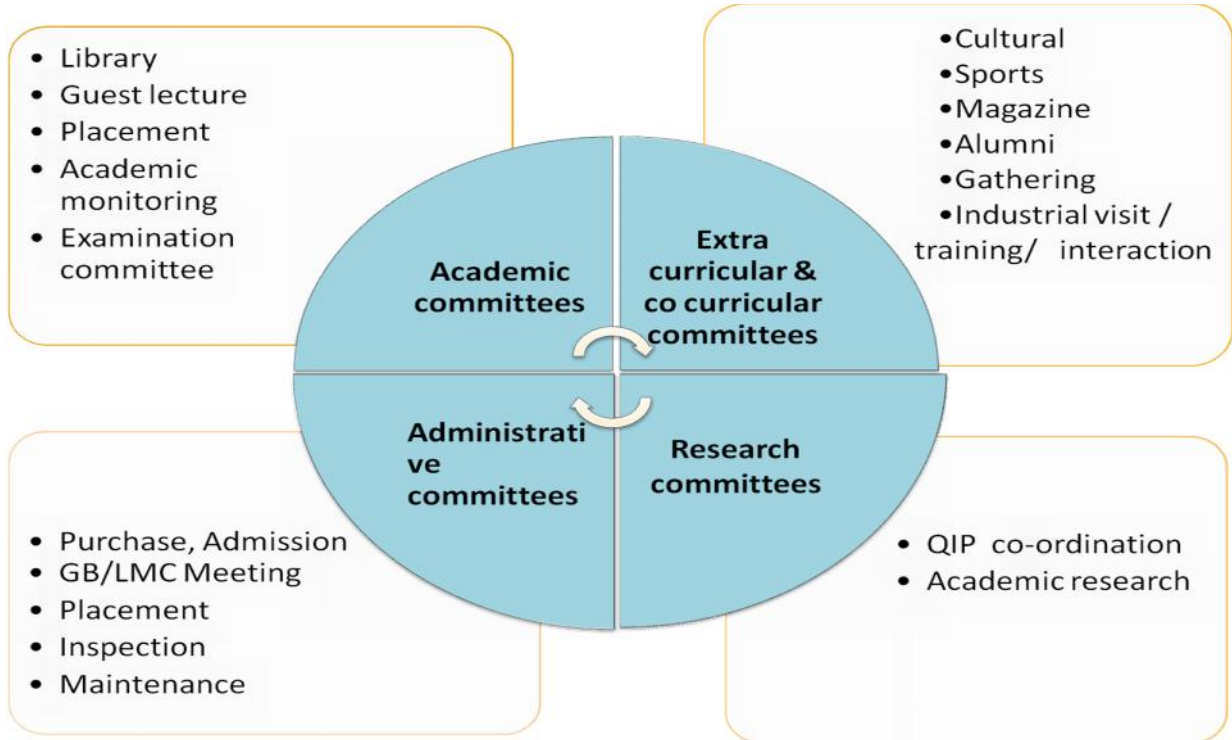 • Library
• Guest lecture
• Placement
• Academic
monitoring
• Examination
committee
•Cultural
•Sports
•Magazine
•Alumni
•Gathering
•Industrial visit /
training/ interaction
Academic
committees
Extra
curricular &
co curricular
committees
Administrati
ve
committees
Research
committees
• Purchase, Admission
• GB/LMC Meeting
• Placement
• Inspection
• Maintenance
• QIP co-ordination
• Academic research